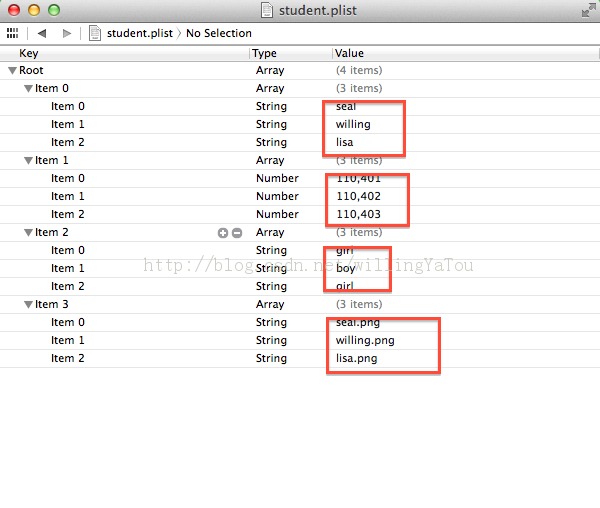 student.plist
student.plist 〉 No Selection
Key Type Value
Root Array (4 items)
Item 0 Array (3 items)
Item 0 String seal
Item 1 String willing
Item 2 String lisa
Item 1 Array (3 items)
Item 0 Number 110,401
Item 1 Number 110,402
Item 2 Number 110,403
Item 2 Array (3 items)
Item 0 String girl
http://blog.csdn.net/willingYaTou
Item 1 String boy
Item 2 String girl
Item 3 Array (3 items)
Item 0 String seal.png
Item 1 String willing.png
Item 2 String lisa.png